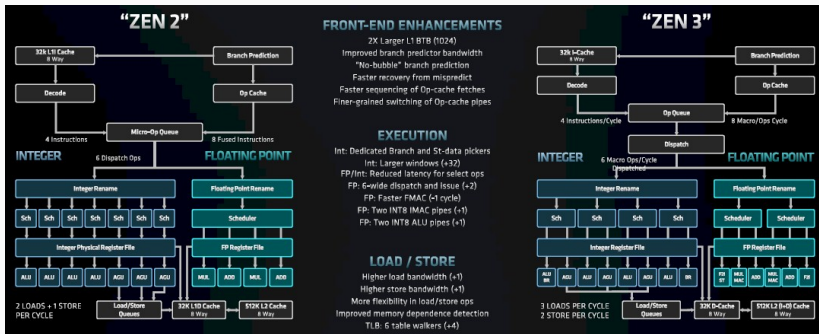 "ZEN 2"
32k L1I Cache
8 Way
Branch Prediction
Decode
Op Cache
4 Instructions
Micro-Op Queue
8 Fused Instructions
INTEGER
6 Dispatch Ops
FLOATING POINT
Integer Rename
Floating Point Rename
Sch
Sch
Sch
Sch
Sch
Sch
Sch
Scheduler
Integer Physical Register File
FP Register File
ALU
ALU
ALU
ALU
AGU
AGU
AGU
MUL
ADD
MUL
ADD
2 LOADS + 1 STORE
PER CYCLE
Load/Store
Queues
32K L1D Cache
8 Way
512K L2 Cache
8 Way
FRONT-END ENHANCEMENTS
2X Larger L1 BTB (1024)
Improved branch predictor bandwidth
"No-bubble" branch prediction
Faster recovery from mispredict
Faster sequencing of Op-cache fetches
Finer-grained switching of Op-cache pipes
EXECUTION
Int: Dedicated Branch and St-data pickers
Int: Larger windows (+32)
FP/Int: Reduced latency for select ops
FP: 6-wide dispatch and issue (+2)
FP: Faster FMAC (-1 cycle)
FP: Two INT8 IMAC pipes (+1)
FP: Two INT8 ALU pipes (+1)
LOAD / STORE
Higher load bandwidth (+1)
Higher store bandwidth (+1)
More flexibility in load/store ops
Improved memory dependence detection
TLB: 6 table walkers (+4)
"ZEN 3"
32k I-Cache
8 Way
Branch Prediction
Decode
Op Cache
4 Instructions/Cycle
Op Queue
8 Macro/Ops Cycle
Dispatch
INTEGER
6 Macro Ops/Cycle
Dispatched
FLOATING POINT
Integer Rename
Floating Point Rename
Sch
Sch
Sch
Sch
Scheduler
Scheduler
Integer Register File
FP Register File
ALU
BR
AGU
ALU
AGU
ALU
AGU
ALU
BR
F2I
ST
MUL
MAC
ADD
MUL
MAC
ADD
F2I
3 LOADS PER CYCLE
2 STORE PER CYCLE
Load/Store
Queues
32K D-Cache
8 Way
512K L2 (I+D) Cache
8 Way